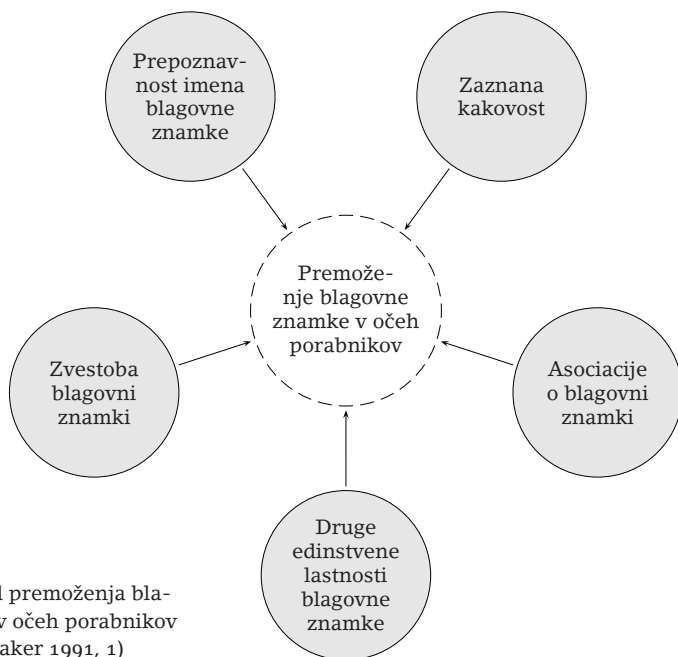 Prepoznav-
nost imena
blagovne
znamke
Zaznana
kakovost
Premože-
nje blagovne
znamke v očeh
porabnikov
Zvestoba
blagovni
znamki
Asociacije
o blagovni
znamki
Druge
edinstvene
lastnosti
blagovne
znamke
premoženja bla-
v očeh porabnikov
1991, 1)